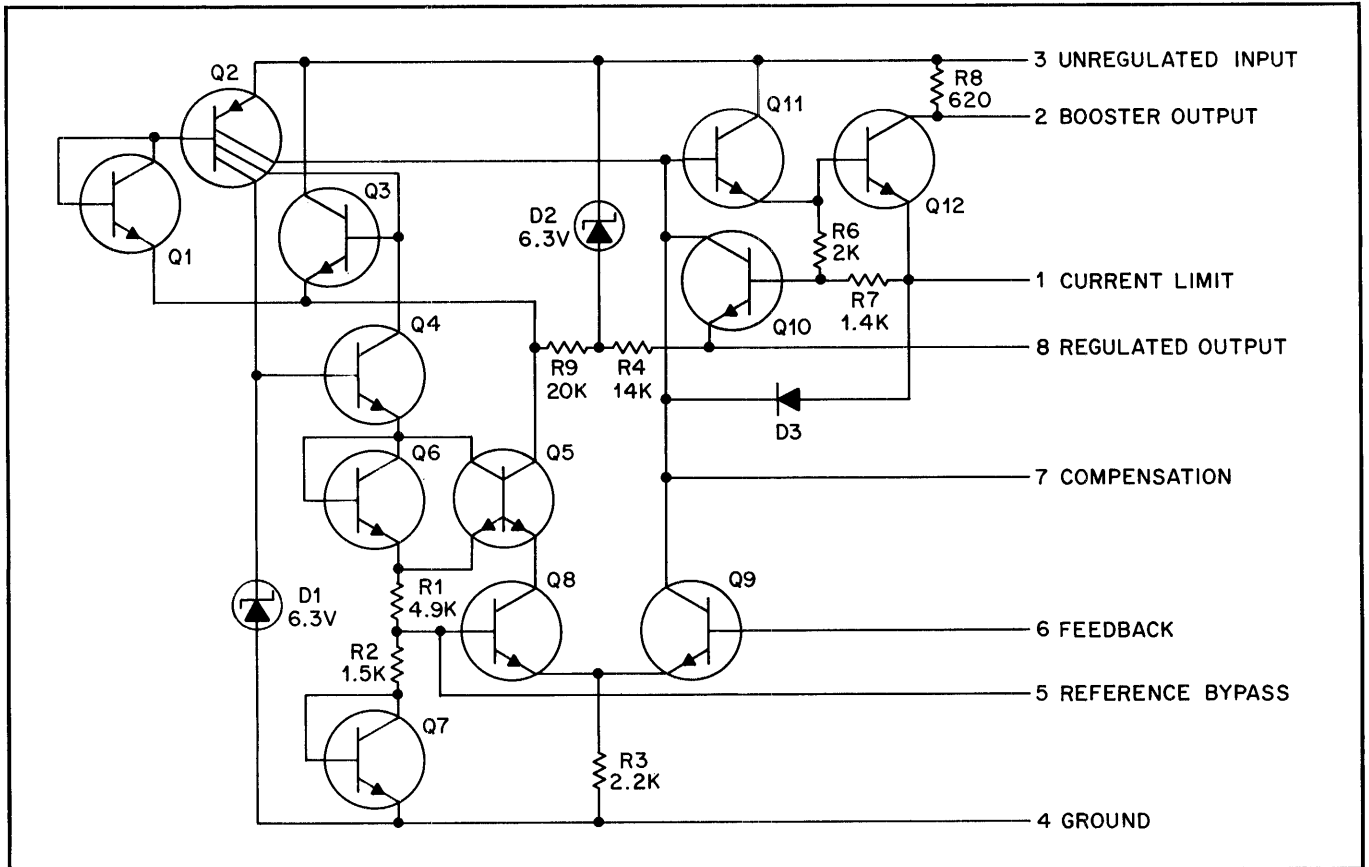 Q2
3 UNREGULATED INPUT
R8
620
Q11
2 BOOSTER OUTPUT
Q3
Q12
D2
6.3V
Q1
R6
2K
1 CURRENT LIMIT
R7
1.4K
Q10
Q4
8 REGULATED OUTPUT
R9
20K
R4
14K
D3
Q6
Q5
7 COMPENSATION
D1
6.3V
R1
4.9K
Q8
Q9
6 FEEDBACK
R2
1.5K
5 REFERENCE BYPASS
Q7
R3
2.2K
4 GROUND